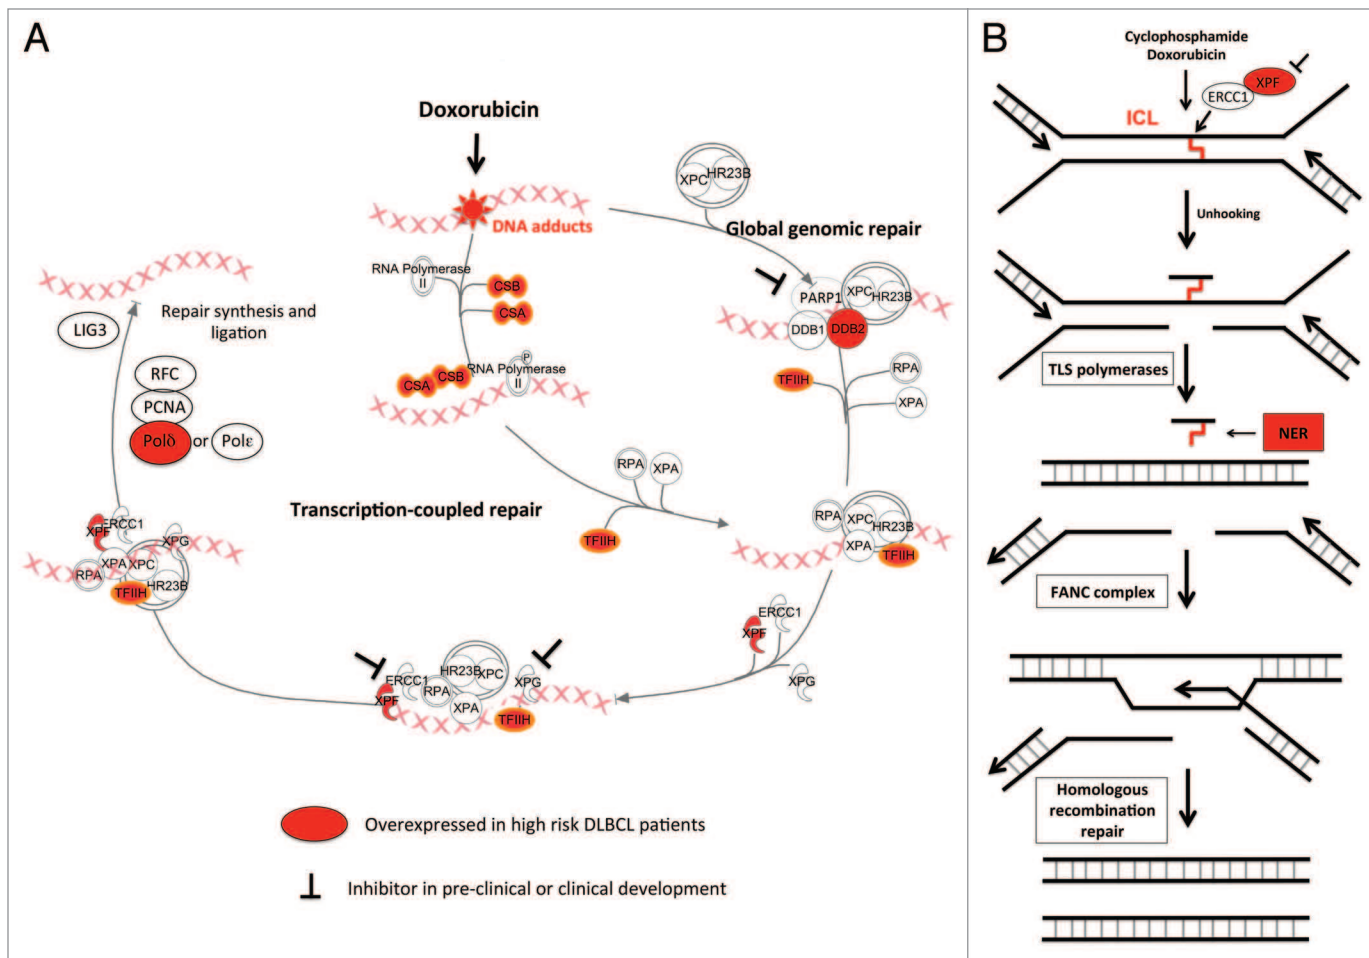 A
Doxorubicin
DNA adducts
XPC
HR23B
Global genomic repair
RNA Polymerase
II
CSB
CSA
PARP1
XPC
HR23B
DDB1
DDB2
Repair synthesis and
ligation
LIG3
RFC
PCNA
Polδ or Polε
CSA
CSB
RNA Polymerase
II
P
TFIIH
RPA
XPA
RPA
XPA
TFIIH
Transcription-coupled repair
RPA
XPC
HR23B
XPA
TFIIH
XPF
ERCC1
XPG
RPA
XPA
XPC
TFIIH
HR23B
ERCC1
XPF
XPG
ERCC1
XPF
HR23B
XPC
RPA
XPA
XPG
TFIIH
Overexpressed in high risk DLBCL patients
Inhibitor in pre-clinical or clinical development
B
Cyclophosphamide
Doxorubicin
XPF
ERCC1
ICL
Unhooking
TLS polymerases
NER
FANC complex
Homologous
recombination
repair